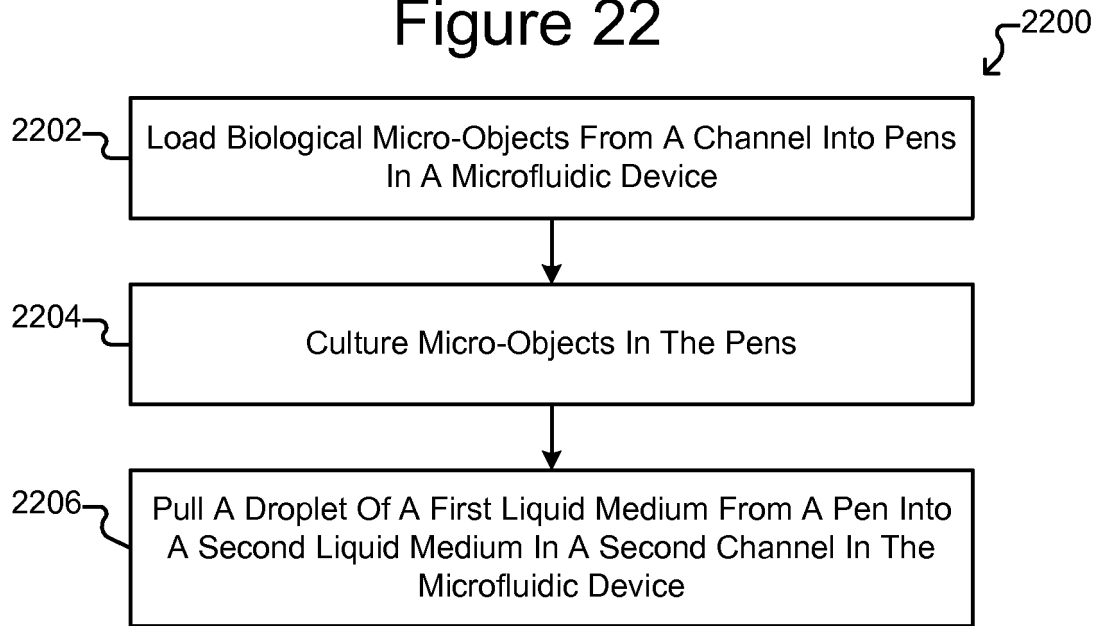 Figure 22
2200
2202
Load Biological Micro-Objects From A Channel Into Pens
In A Microfluidic Device
2204
Culture Micro-Objects In The Pens
2206
Pull A Droplet Of A First Liquid Medium From A Pen Into
A Second Liquid Medium In A Second Channel In The
Microfluidic Device